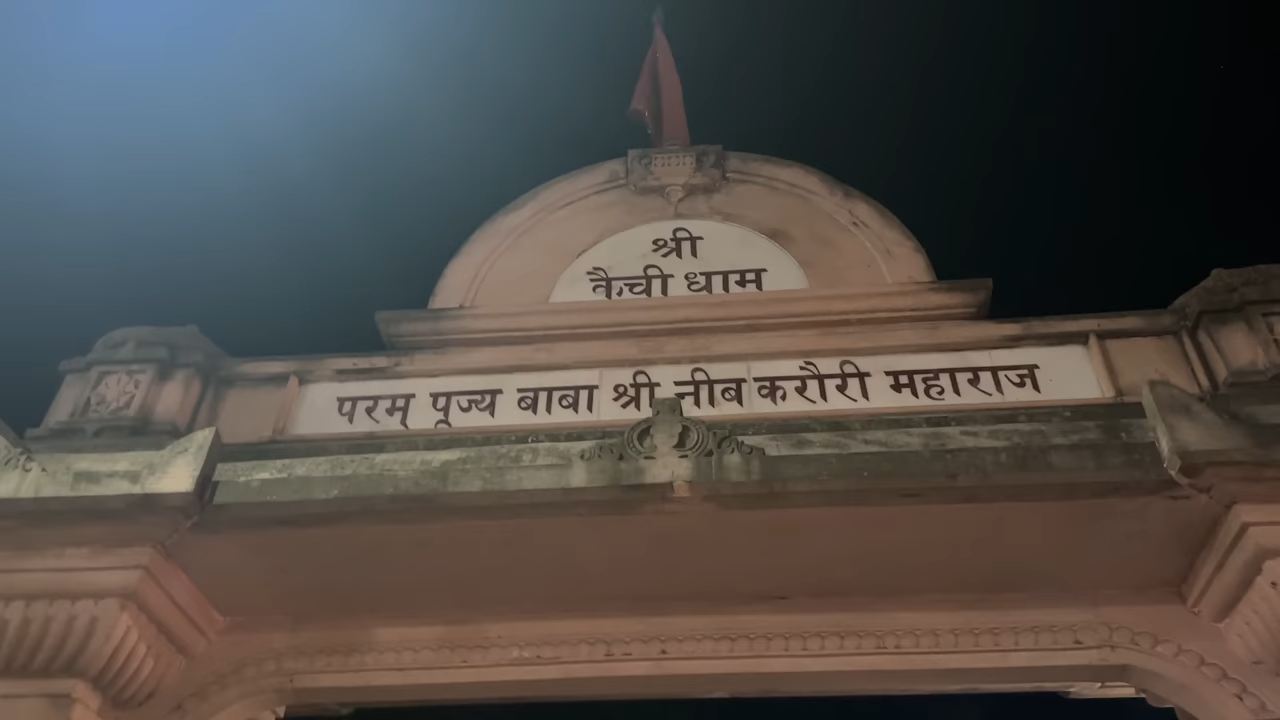 श्री
कैंची धाम
परम् पूज्य बाबा श्री नीब करौरी महाराज